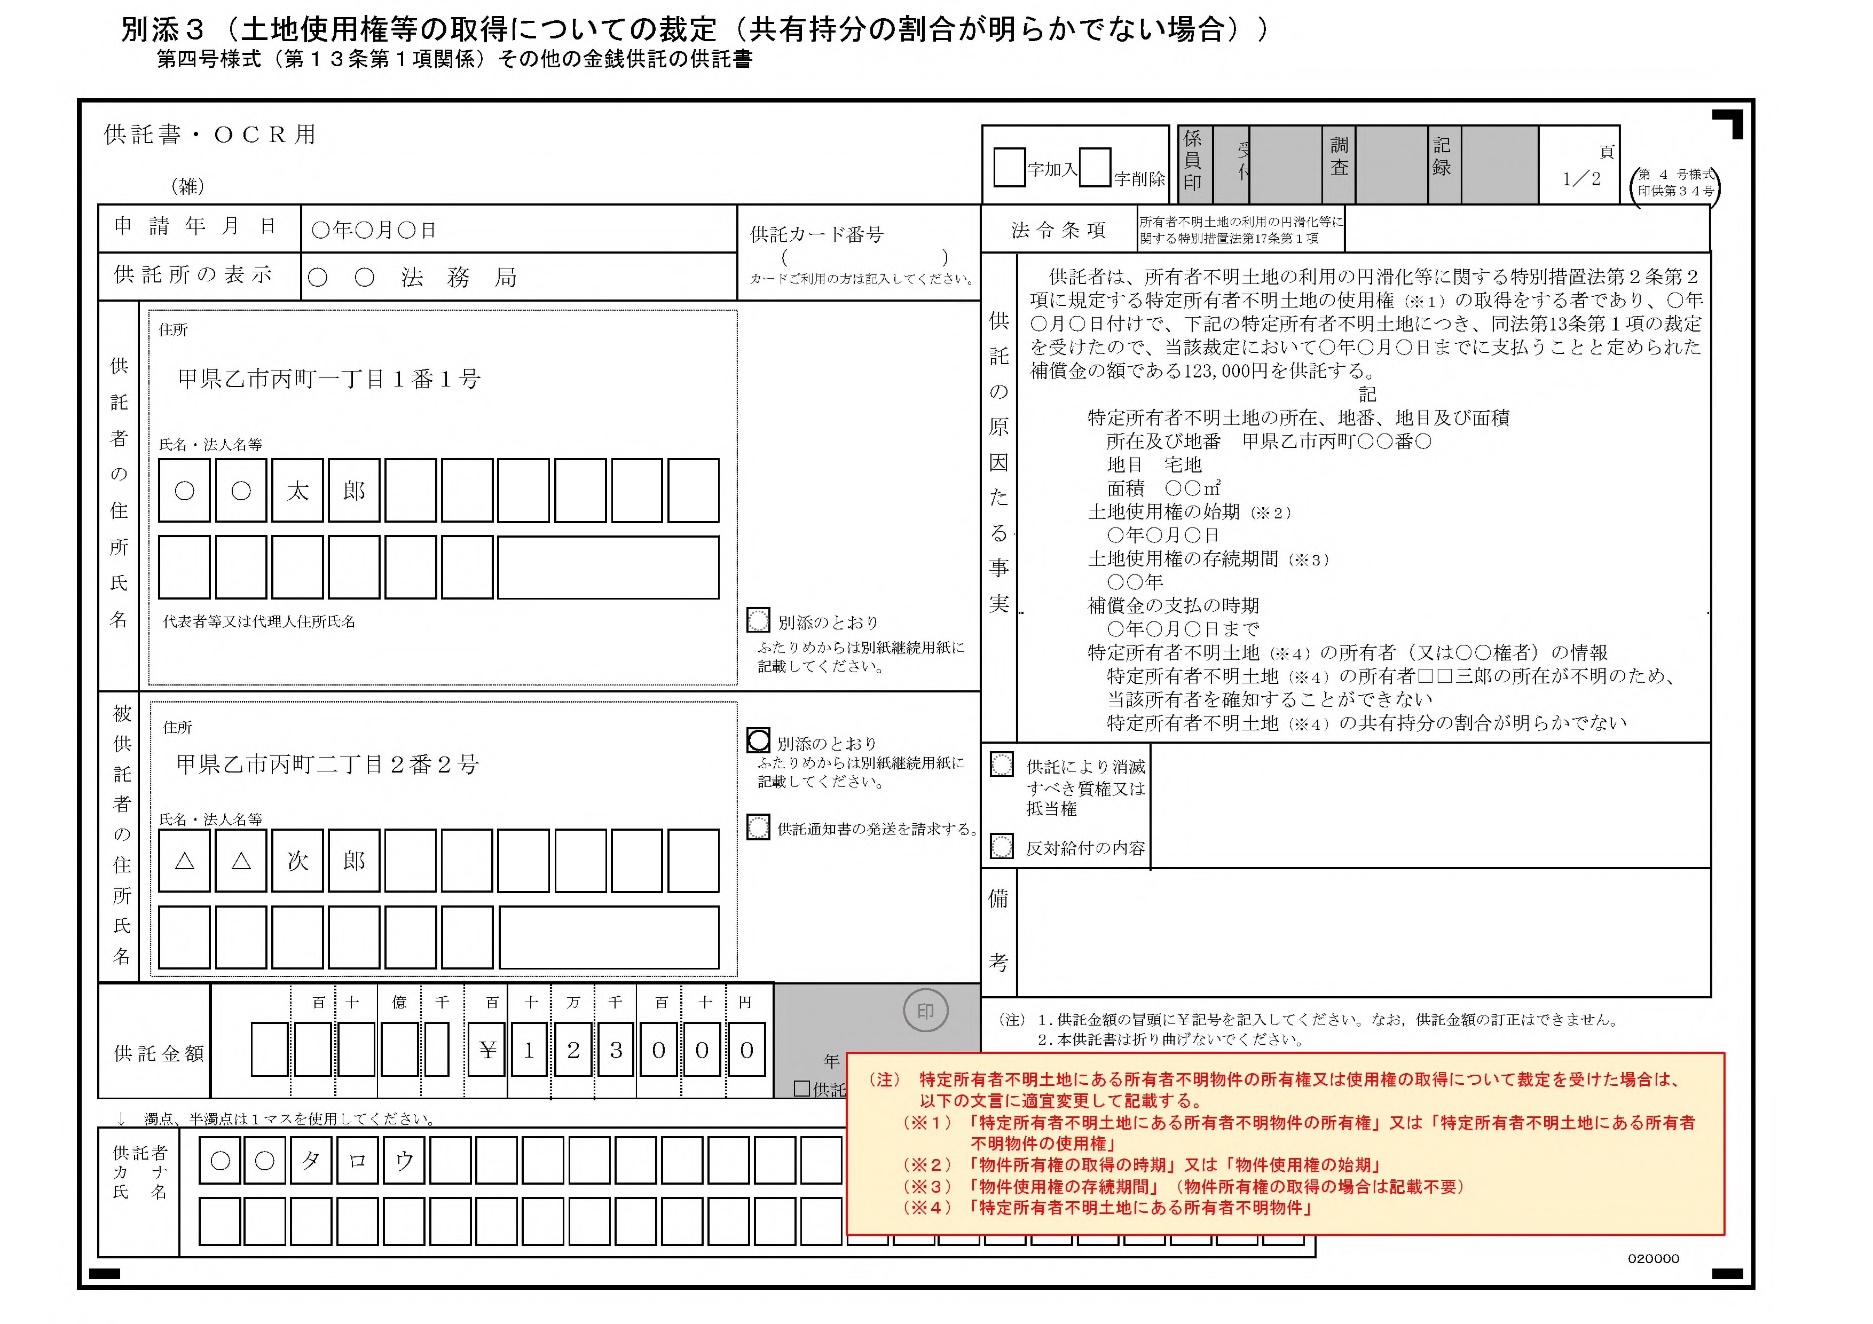 別添３（土地使用権等の取得についての裁定（共有持分の割合が明らかでない場合））
第四号様式（第１３条第１項関係）その他の金銭供託の供託書
供託書・ＯＣＲ用
（雑）
字加入 字削除
係員印 受付 調査 記録
頁
1／2
（第４号様式
印供第３４号）
申請年月日 〇年〇月〇日
供託所の表示 〇 〇 法 務 局
供託カード番号
（　　　　　　　　）
カードご利用の方は記入してください。
供託者の住所氏名
住所
甲県乙市丙町一丁目１番１号
氏名・法人名等
〇 〇 太 郎
代表者等又は代理人住所氏名
別添のとおり
ふたりめからは別紙継続用紙に
記載してください。
被供託者の住所氏名
住所
甲県乙市丙町二丁目２番２号
氏名・法人名等
△ △ 次 郎
別添のとおり
ふたりめからは別紙継続用紙に
記載してください。
供託通知書の発送を請求する。
供託金額
百 十 億 千 百 十 万 千 百 十 円
￥ 1 2 3 0 0 0
印
年
□供託
↓ 濁点、半濁点は１マスを使用してください。
供託者
カ ナ
氏 名
〇 〇 タ ロ ウ
法令条項
所有者不明土地の利用の円滑化等に
関する特別措置法第17条第１項
供託の原因たる事実
供託者は、所有者不明土地の利用の円滑化等に関する特別措置法第２条第２
項に規定する特定所有者不明土地の使用権（※1）の取得をする者であり、〇年
〇月〇日付けで、下記の特定所有者不明土地につき、同法第13条第１項の裁定
を受けたので、当該裁定において〇年〇月〇日までに支払うことと定められた
補償金の額である123,000円を供託する。
記
特定所有者不明土地の所在、地番、地目及び面積
所在及び地番　甲県乙市丙町〇〇番〇
地目　宅地
面積　〇〇㎡
土地使用権の始期（※2）
〇年〇月〇日
土地使用権の存続期間（※3）
〇〇年
補償金の支払の時期
〇年〇月〇日まで
特定所有者不明土地（※4）の所有者（又は〇〇権者）の情報
特定所有者不明土地（※4）の所有者□□三郎の所在が不明のため、
当該所有者を確知することができない
特定所有者不明土地（※4）の共有持分の割合が明らかでない
供託により消滅
すべき質権又は
抵当権
反対給付の内容
備考
（注）１.供託金額の冒頭に￥記号を記入してください。なお，供託金額の訂正はできません。
２.本供託書は折り曲げないでください。
（注）　特定所有者不明土地にある所有者不明物件の所有権又は使用権の取得について裁定を受けた場合は、
以下の文言に適宜変更して記載する。
（※１）「特定所有者不明土地にある所有者不明物件の所有権」又は「特定所有者不明土地にある所有者
不明物件の使用権」
（※２）「物件所有権の取得の時期」又は「物件使用権の始期」
（※３）「物件使用権の存続期間」（物件所有権の取得の場合は記載不要）
（※４）「特定所有者不明土地にある所有者不明物件」
020000